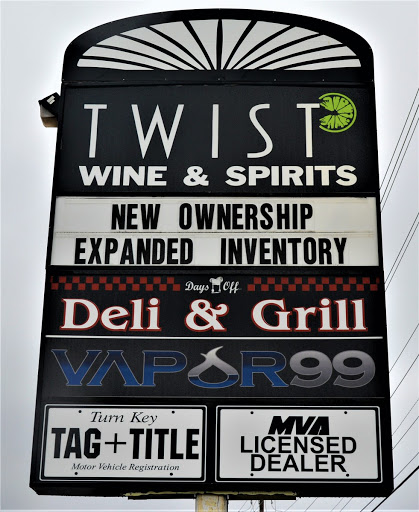 TWIST
WINE & SPIRITS
NEW OWNERSHIP
EXPANDED INVENTORY
Days Off
Deli & Grill
VAPOR99
Turn Key
TAG+TITLE
Motor Vehicle Registration
MVA
LICENSED
DEALER